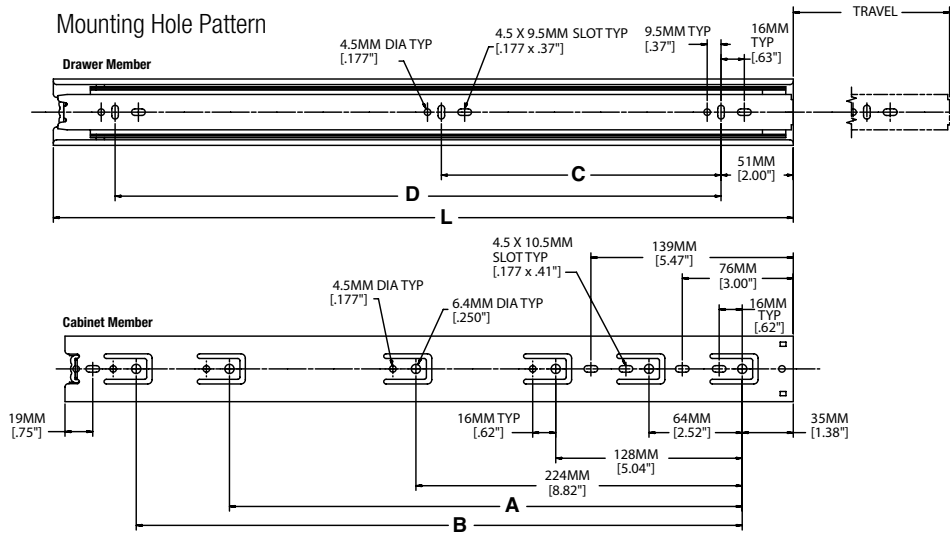 Mounting Hole Pattern
Drawer Member
4.5MM DIA TYP
[.177"]
4.5 X 9.5MM SLOT TYP
[.177 x .37"]
9.5MM TYP
[.37"]
16MM
TYP
[.63"]
TRAVEL
C
51MM
[2.00"]
D
L
Cabinet Member
4.5MM DIA TYP
[.177"]
6.4MM DIA TYP
[.250"]
4.5 X 10.5MM
SLOT TYP
[.177 x .41"]
139MM
[5.47"]
76MM
[3.00"]
16MM
TYP
[.62"]
19MM
[.75"]
16MM TYP
[.62"]
64MM
[2.52"]
35MM
[1.38"]
128MM
[5.04"]
224MM
[8.82"]
A
B